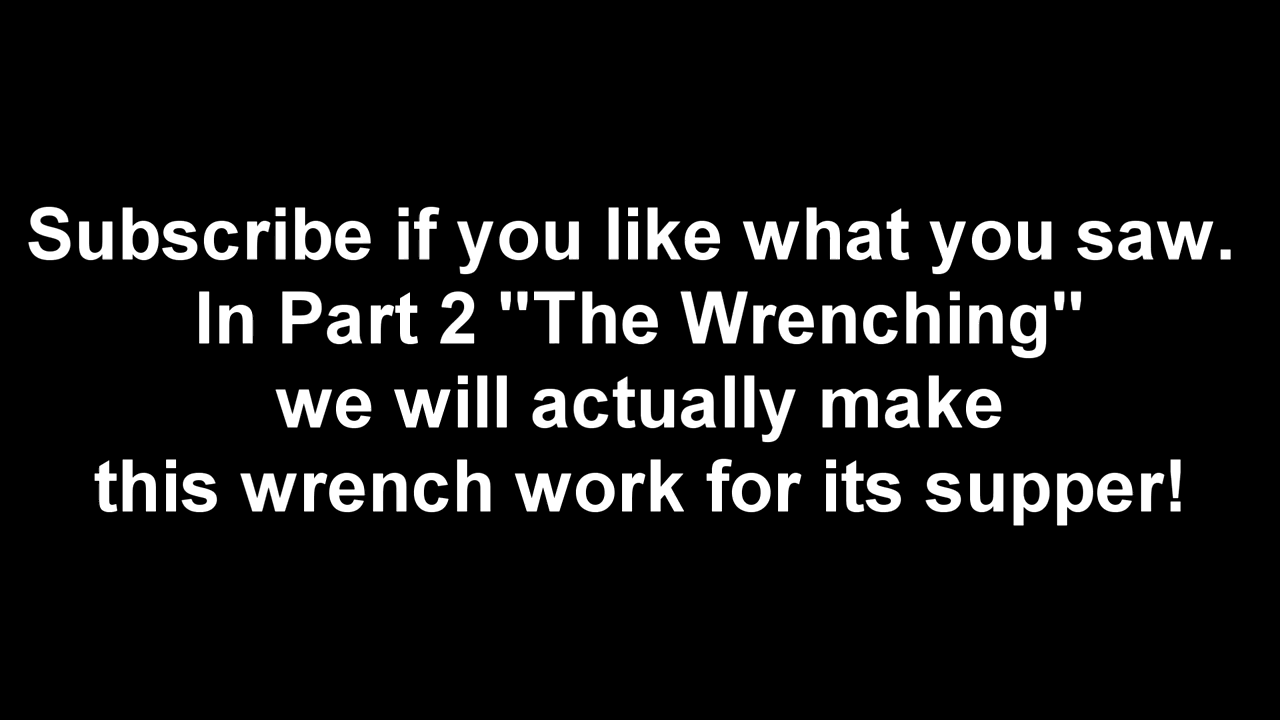 Subscribe if you like what you saw.
In Part 2 "The Wrenching"
we will actually make
this wrench work for its supper!